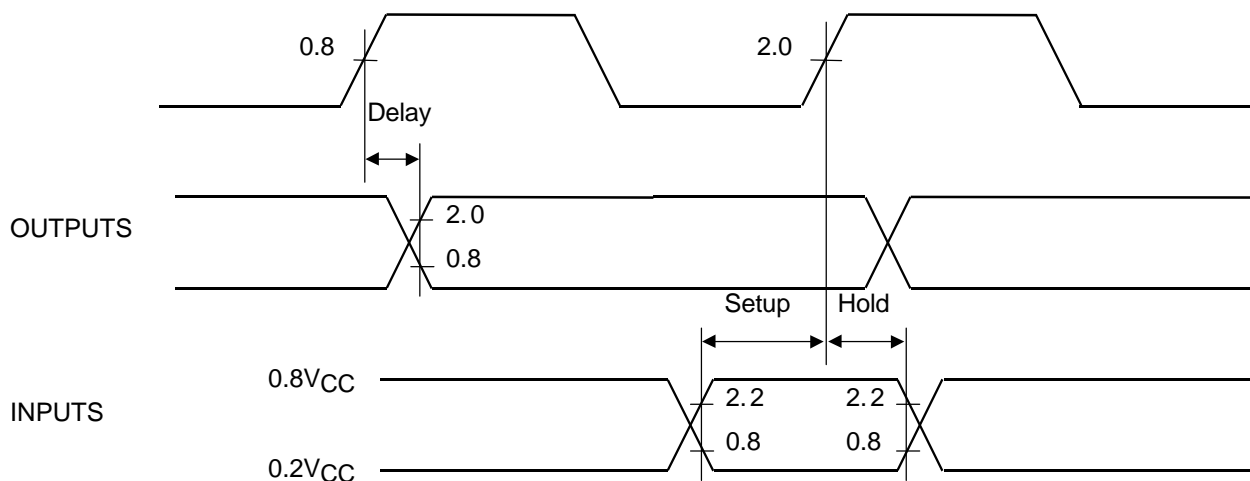 0.8
2.0
Delay
OUTPUTS
2.0
0.8
Setup
Hold
0.8VCC
2.2
2.2
INPUTS
0.8
0.8
0.2VCC